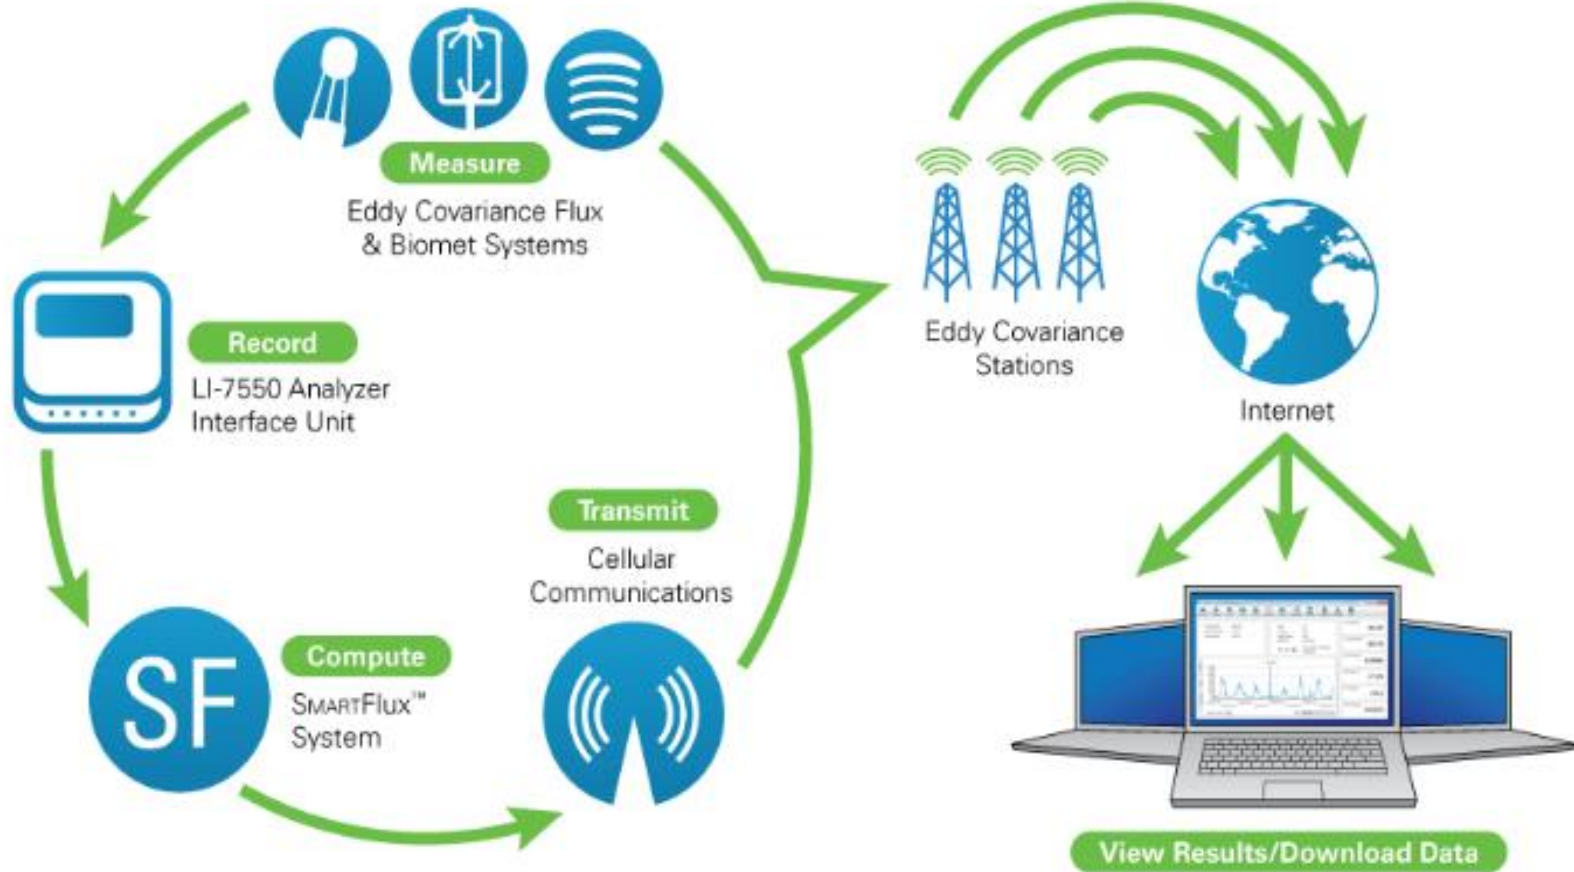 Measure
Eddy Covariance Flux
& Biomet Systems
Record
LI-7550 Analyzer
Interface Unit
SF
Compute
SMARTFlux™
System
Transmit
Cellular
Communications
Eddy Covariance
Stations
Internet
View Results/Download Data